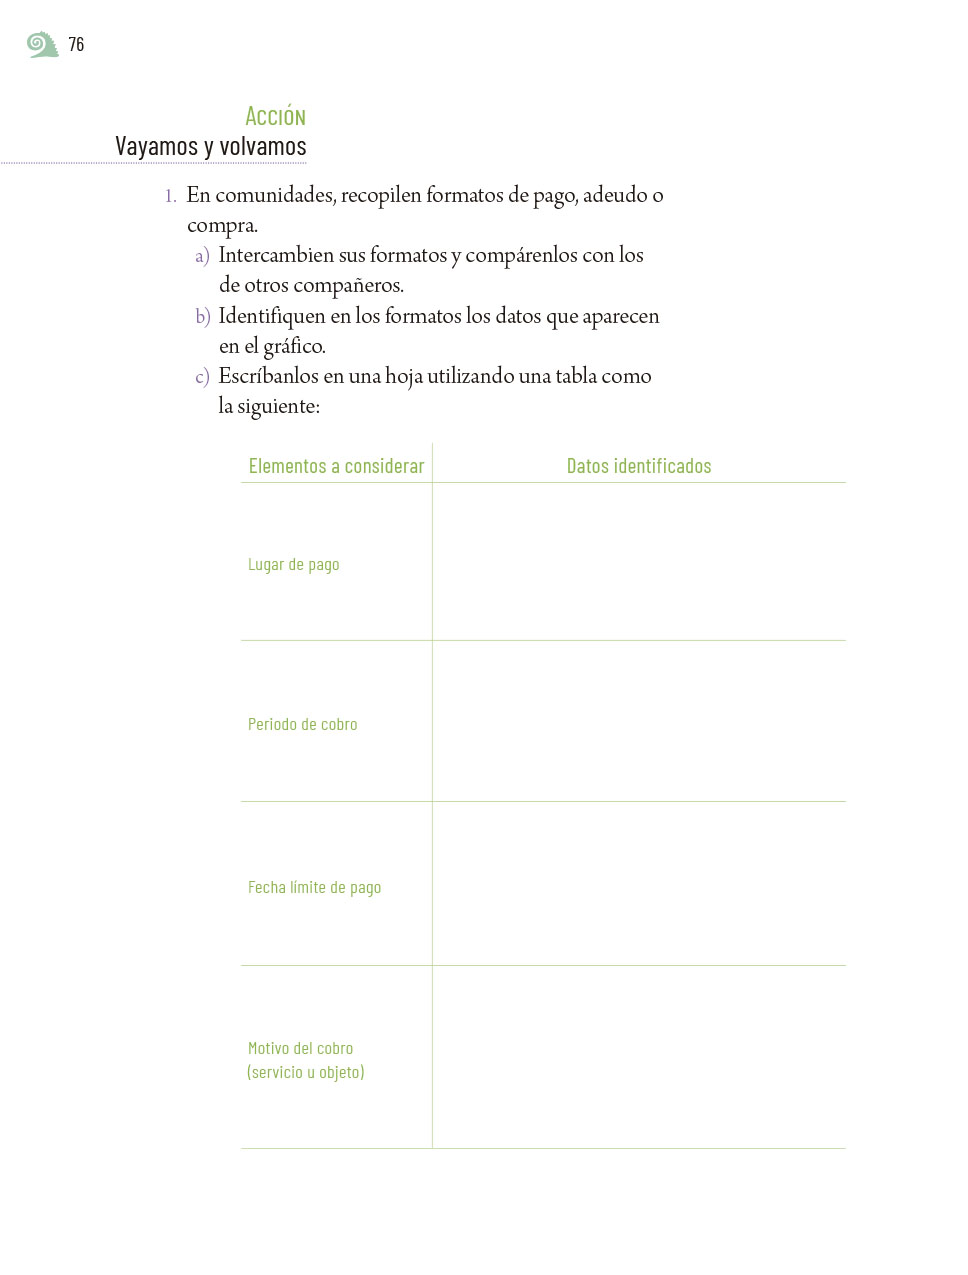 76
Acción
Vayamos y volvamos
1. En comunidades, recopilen formatos de pago, adeudo o
compra.
a) Intercambien sus formatos y compárenlos con los
de otros compañeros.
b) Identifiquen en los formatos los datos que aparecen
en el gráfico.
c) Escríbanlos en una hoja utilizando una tabla como
la siguiente:
Elementos a considerar Datos identificados
Lugar de pago
Periodo de cobro
Fecha límite de pago
Motivo del cobro
(servicio u objeto)